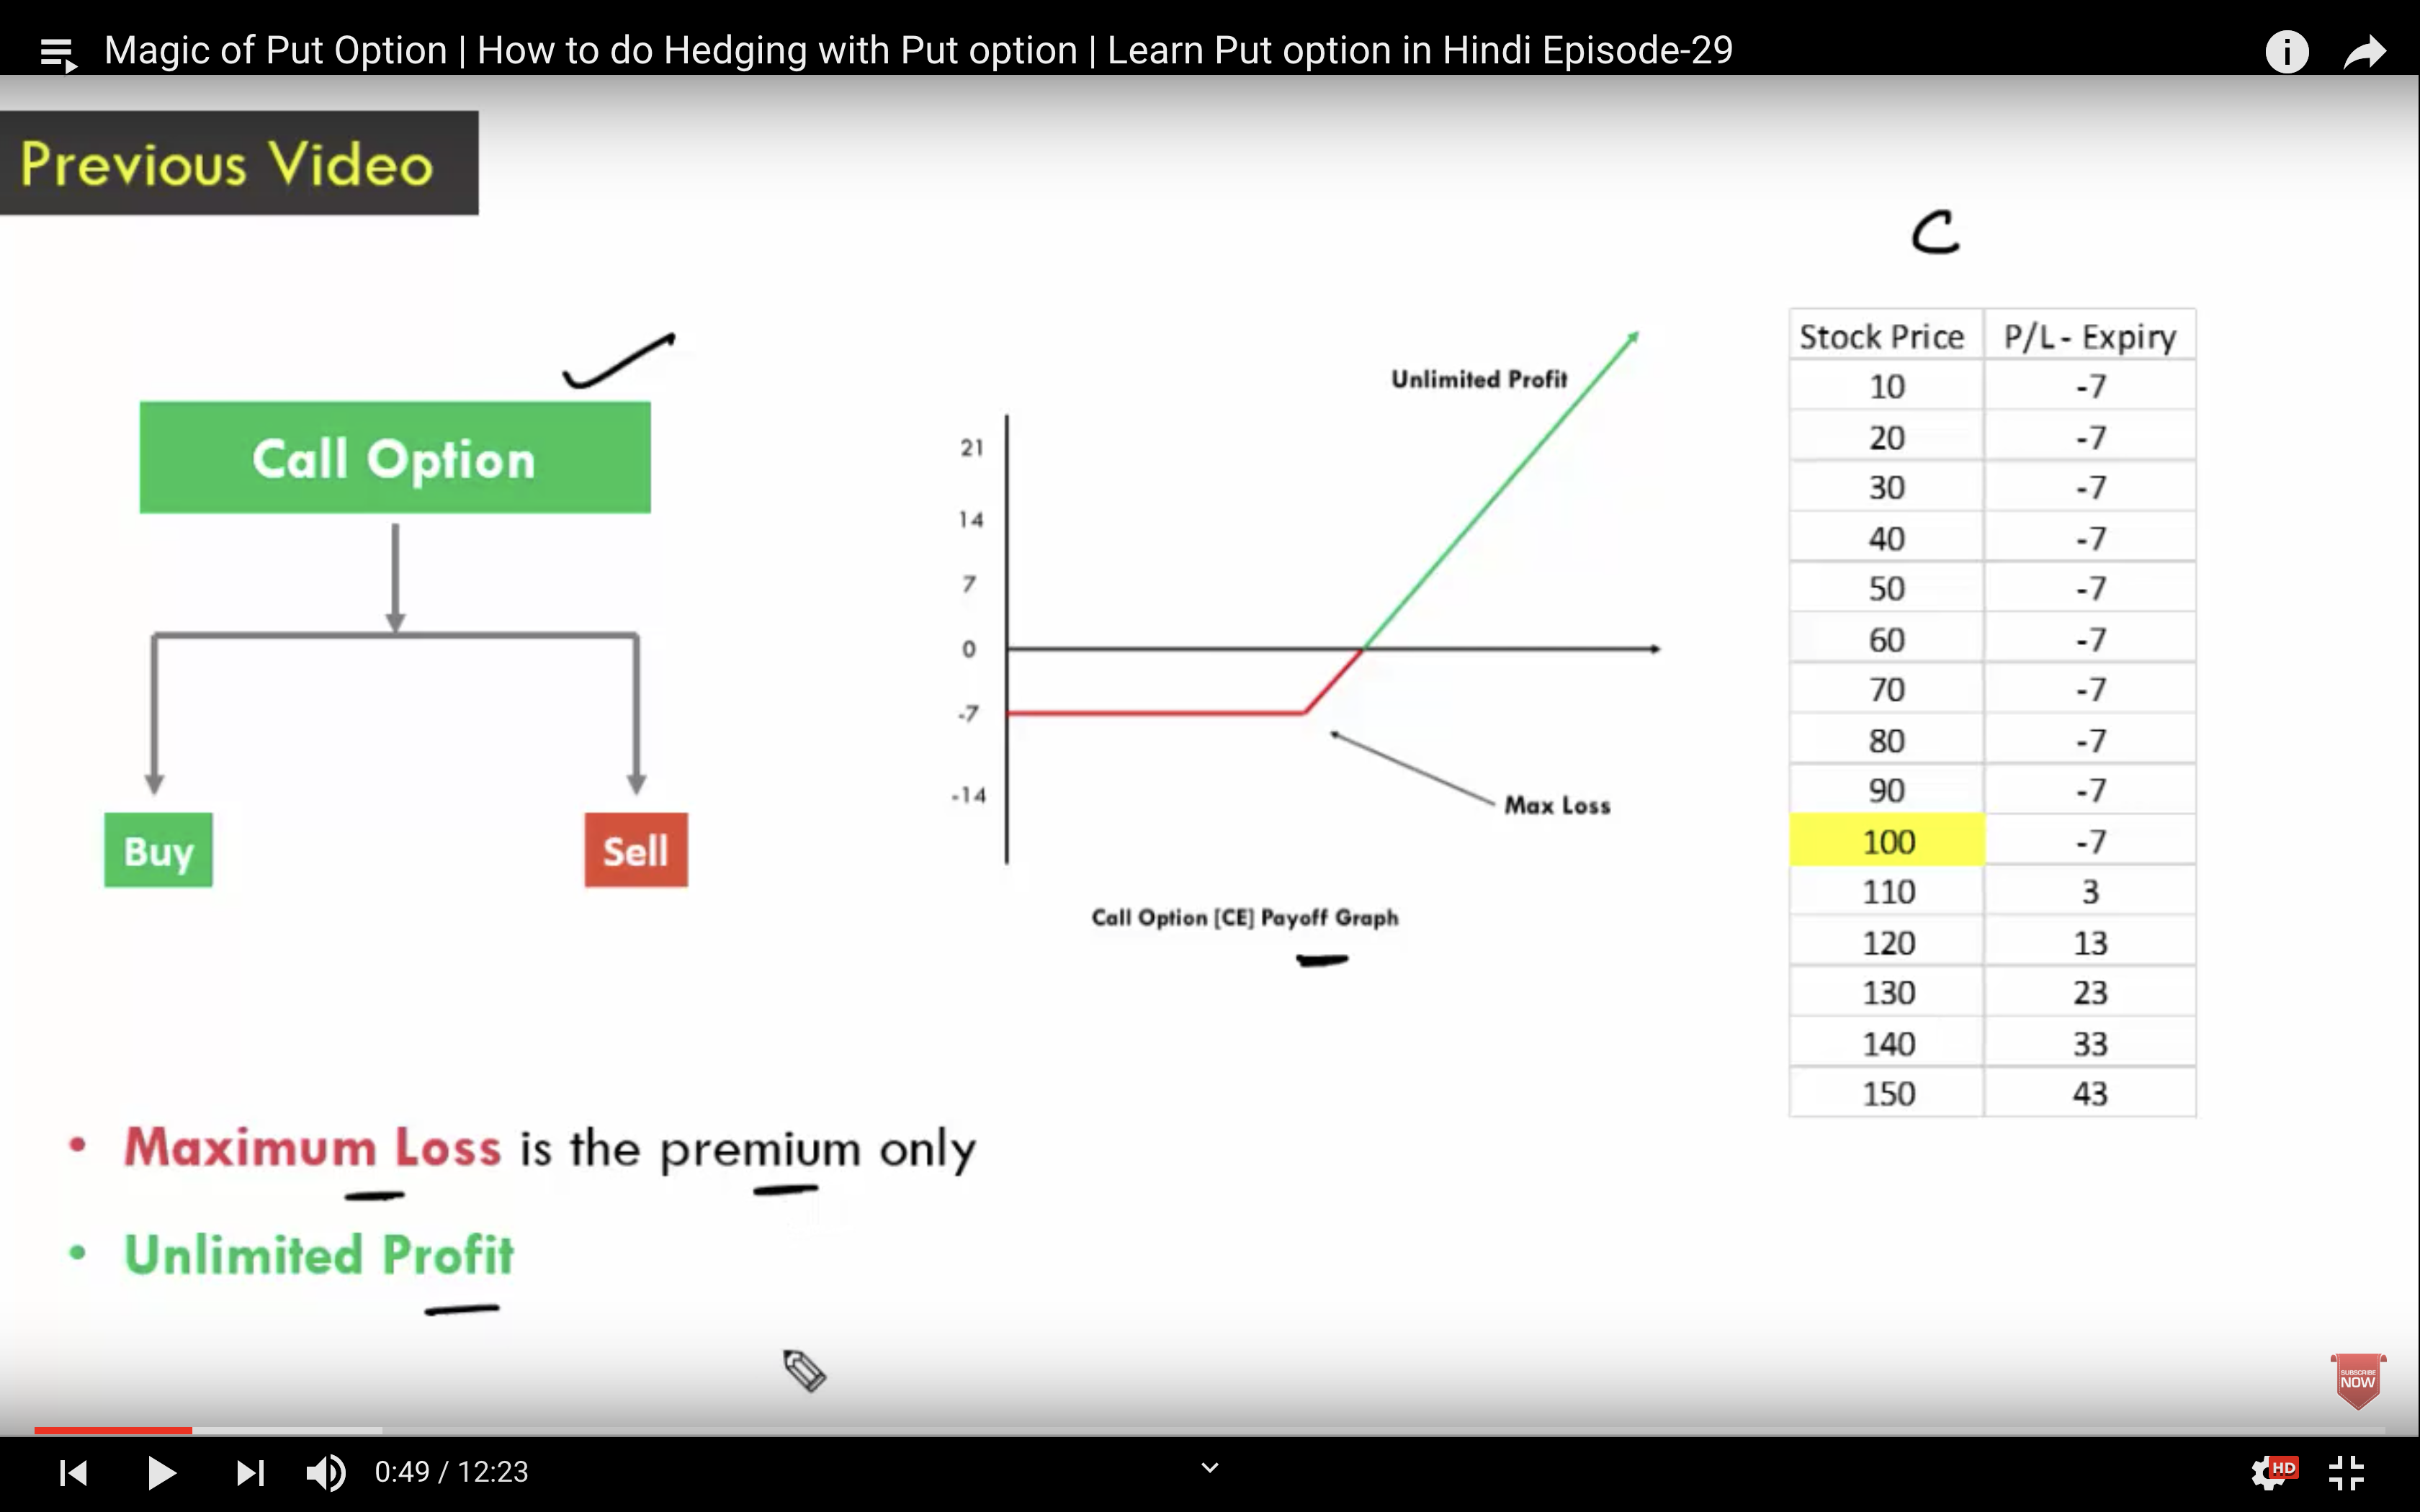 Magic of Put Option | How to do Hedging with Put option | Learn Put option in Hindi Episode-29
Previous Video
C
Call Option
Buy
Sell
Unlimited Profit
21
14
7
0
-7
-14
Max Loss
Call Option [CE] Payoff Graph
Stock Price P/L - Expiry
10 -7
20 -7
30 -7
40 -7
50 -7
60 -7
70 -7
80 -7
90 -7
100 -7
110 3
120 13
130 23
140 33
150 43
• Maximum Loss is the premium only
• Unlimited Profit
SUBSCRIBE
NOW
0:49 / 12:23
HD